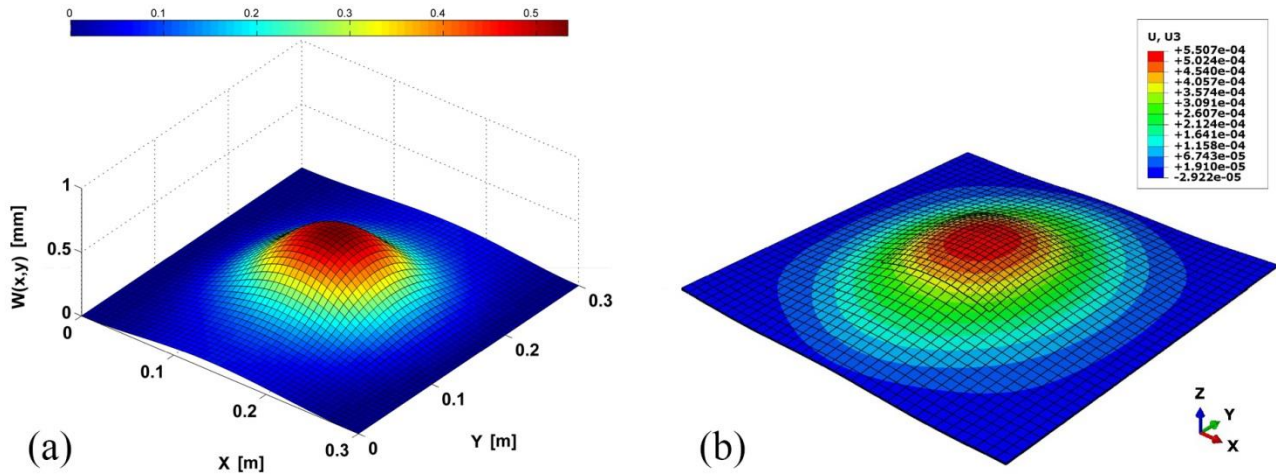 0 0.1 0.2 0.3 0.4 0.5
W(x,y) [mm]
1
0.5
0
0
0.1
0.2
0.3
X [m]
0
0.1
0.2
0.3
Y [m]
(a)
U, U3
+5.507e-04
+5.024e-04
+4.540e-04
+4.057e-04
+3.574e-04
+3.091e-04
+2.607e-04
+2.124e-04
+1.641e-04
+1.158e-04
+6.743e-05
+1.910e-05
-2.922e-05
Z
Y
X
(b)